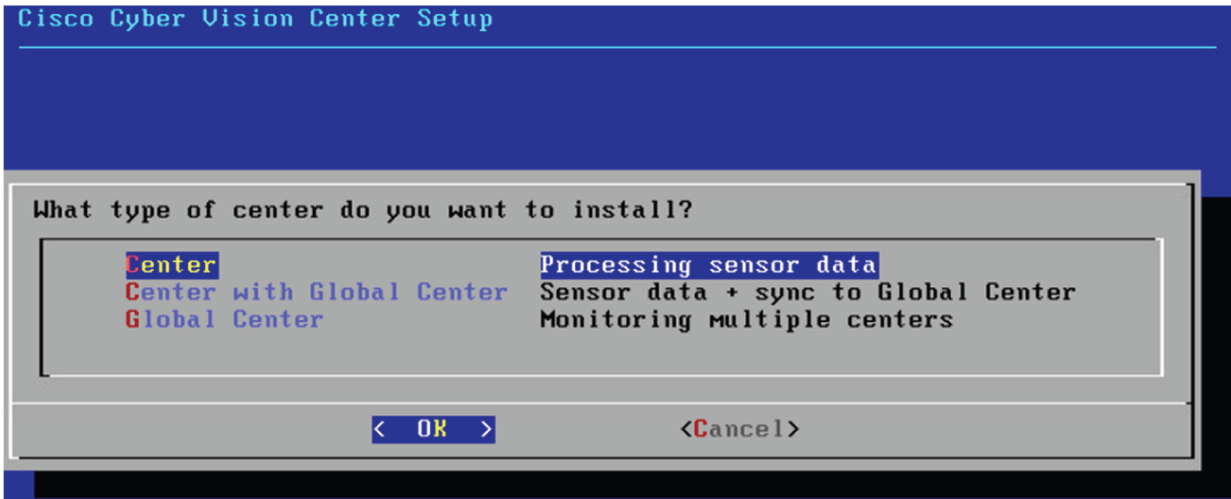 Cisco Cyber Vision Center Setup
What type of center do you want to install?
Center Processing sensor data
Center with Global Center Sensor data + sync to Global Center
Global Center Monitoring multiple centers
< OK > <Cancel>